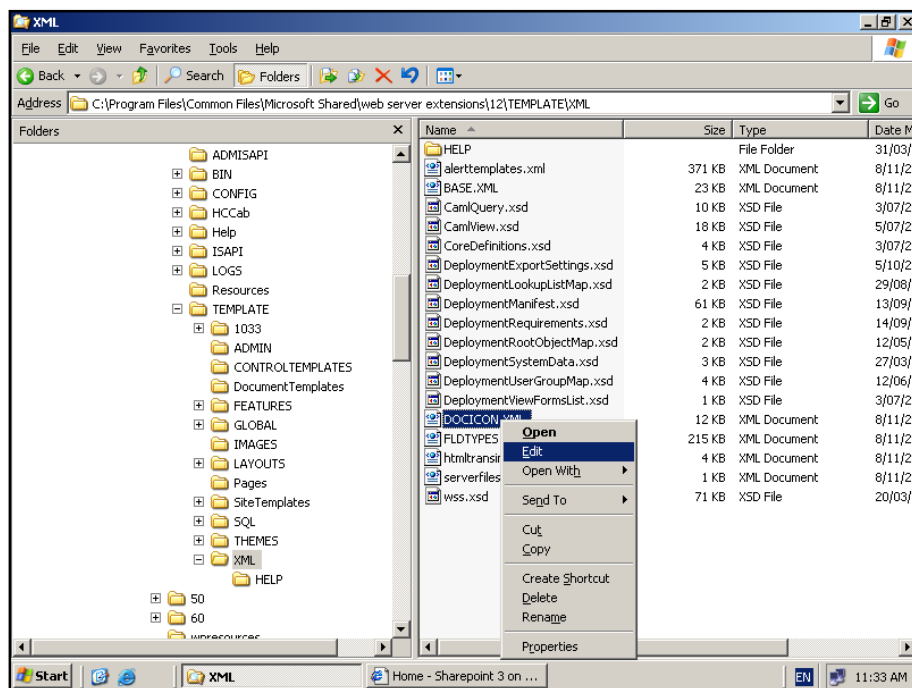 XML
File Edit View Favorites Tools Help
Back Search Folders
Address C:\Program Files\Common Files\Microsoft Shared\web server extensions\12\TEMPLATE\XML Go
Folders
ADMISAPI
BIN
CONFIG
HCCab
Help
ISAPI
LOGS
Resources
TEMPLATE
1033
ADMIN
CONTROLTEMPLATES
DocumentTemplates
FEATURES
GLOBAL
IMAGES
LAYOUTS
Pages
SiteTemplates
SQL
THEMES
XML
HELP
50
60
wpresources
Name Size Type Date M
HELP File Folder 31/03/
alerttemplates.xml 371 KB XML Document 8/11/2
BASE.XML 23 KB XML Document 8/11/2
CamlQuery.xsd 10 KB XSD File 3/07/2
CamlView.xsd 18 KB XSD File 5/07/2
CoreDefinitions.xsd 4 KB XSD File 3/07/2
DeploymentExportSettings.xsd 5 KB XSD File 5/10/2
DeploymentLookupListMap.xsd 2 KB XSD File 29/08/
DeploymentManifest.xsd 61 KB XSD File 13/09/
DeploymentRequirements.xsd 2 KB XSD File 14/09/
DeploymentRootObjectMap.xsd 2 KB XSD File 12/05/
DeploymentSystemData.xsd 3 KB XSD File 27/03/
DeploymentUserGroupMap.xsd 4 KB XSD File 12/06/
DeploymentViewFormsList.xsd 1 KB XSD File 3/07/2
DOCICON.XML 12 KB XML Document 8/11/2
FLDTYPES 215 KB XML Document 8/11/2
htmltransin 4 KB XML Document 8/11/2
serverfiles 1 KB XML Document 8/11/2
wss.xsd 71 KB XSD File 20/03/
Open
Edit
Open With
Send To
Cut
Copy
Create Shortcut
Delete
Rename
Properties
Start XML Home - Sharepoint 3 on ... EN 11:33 AM